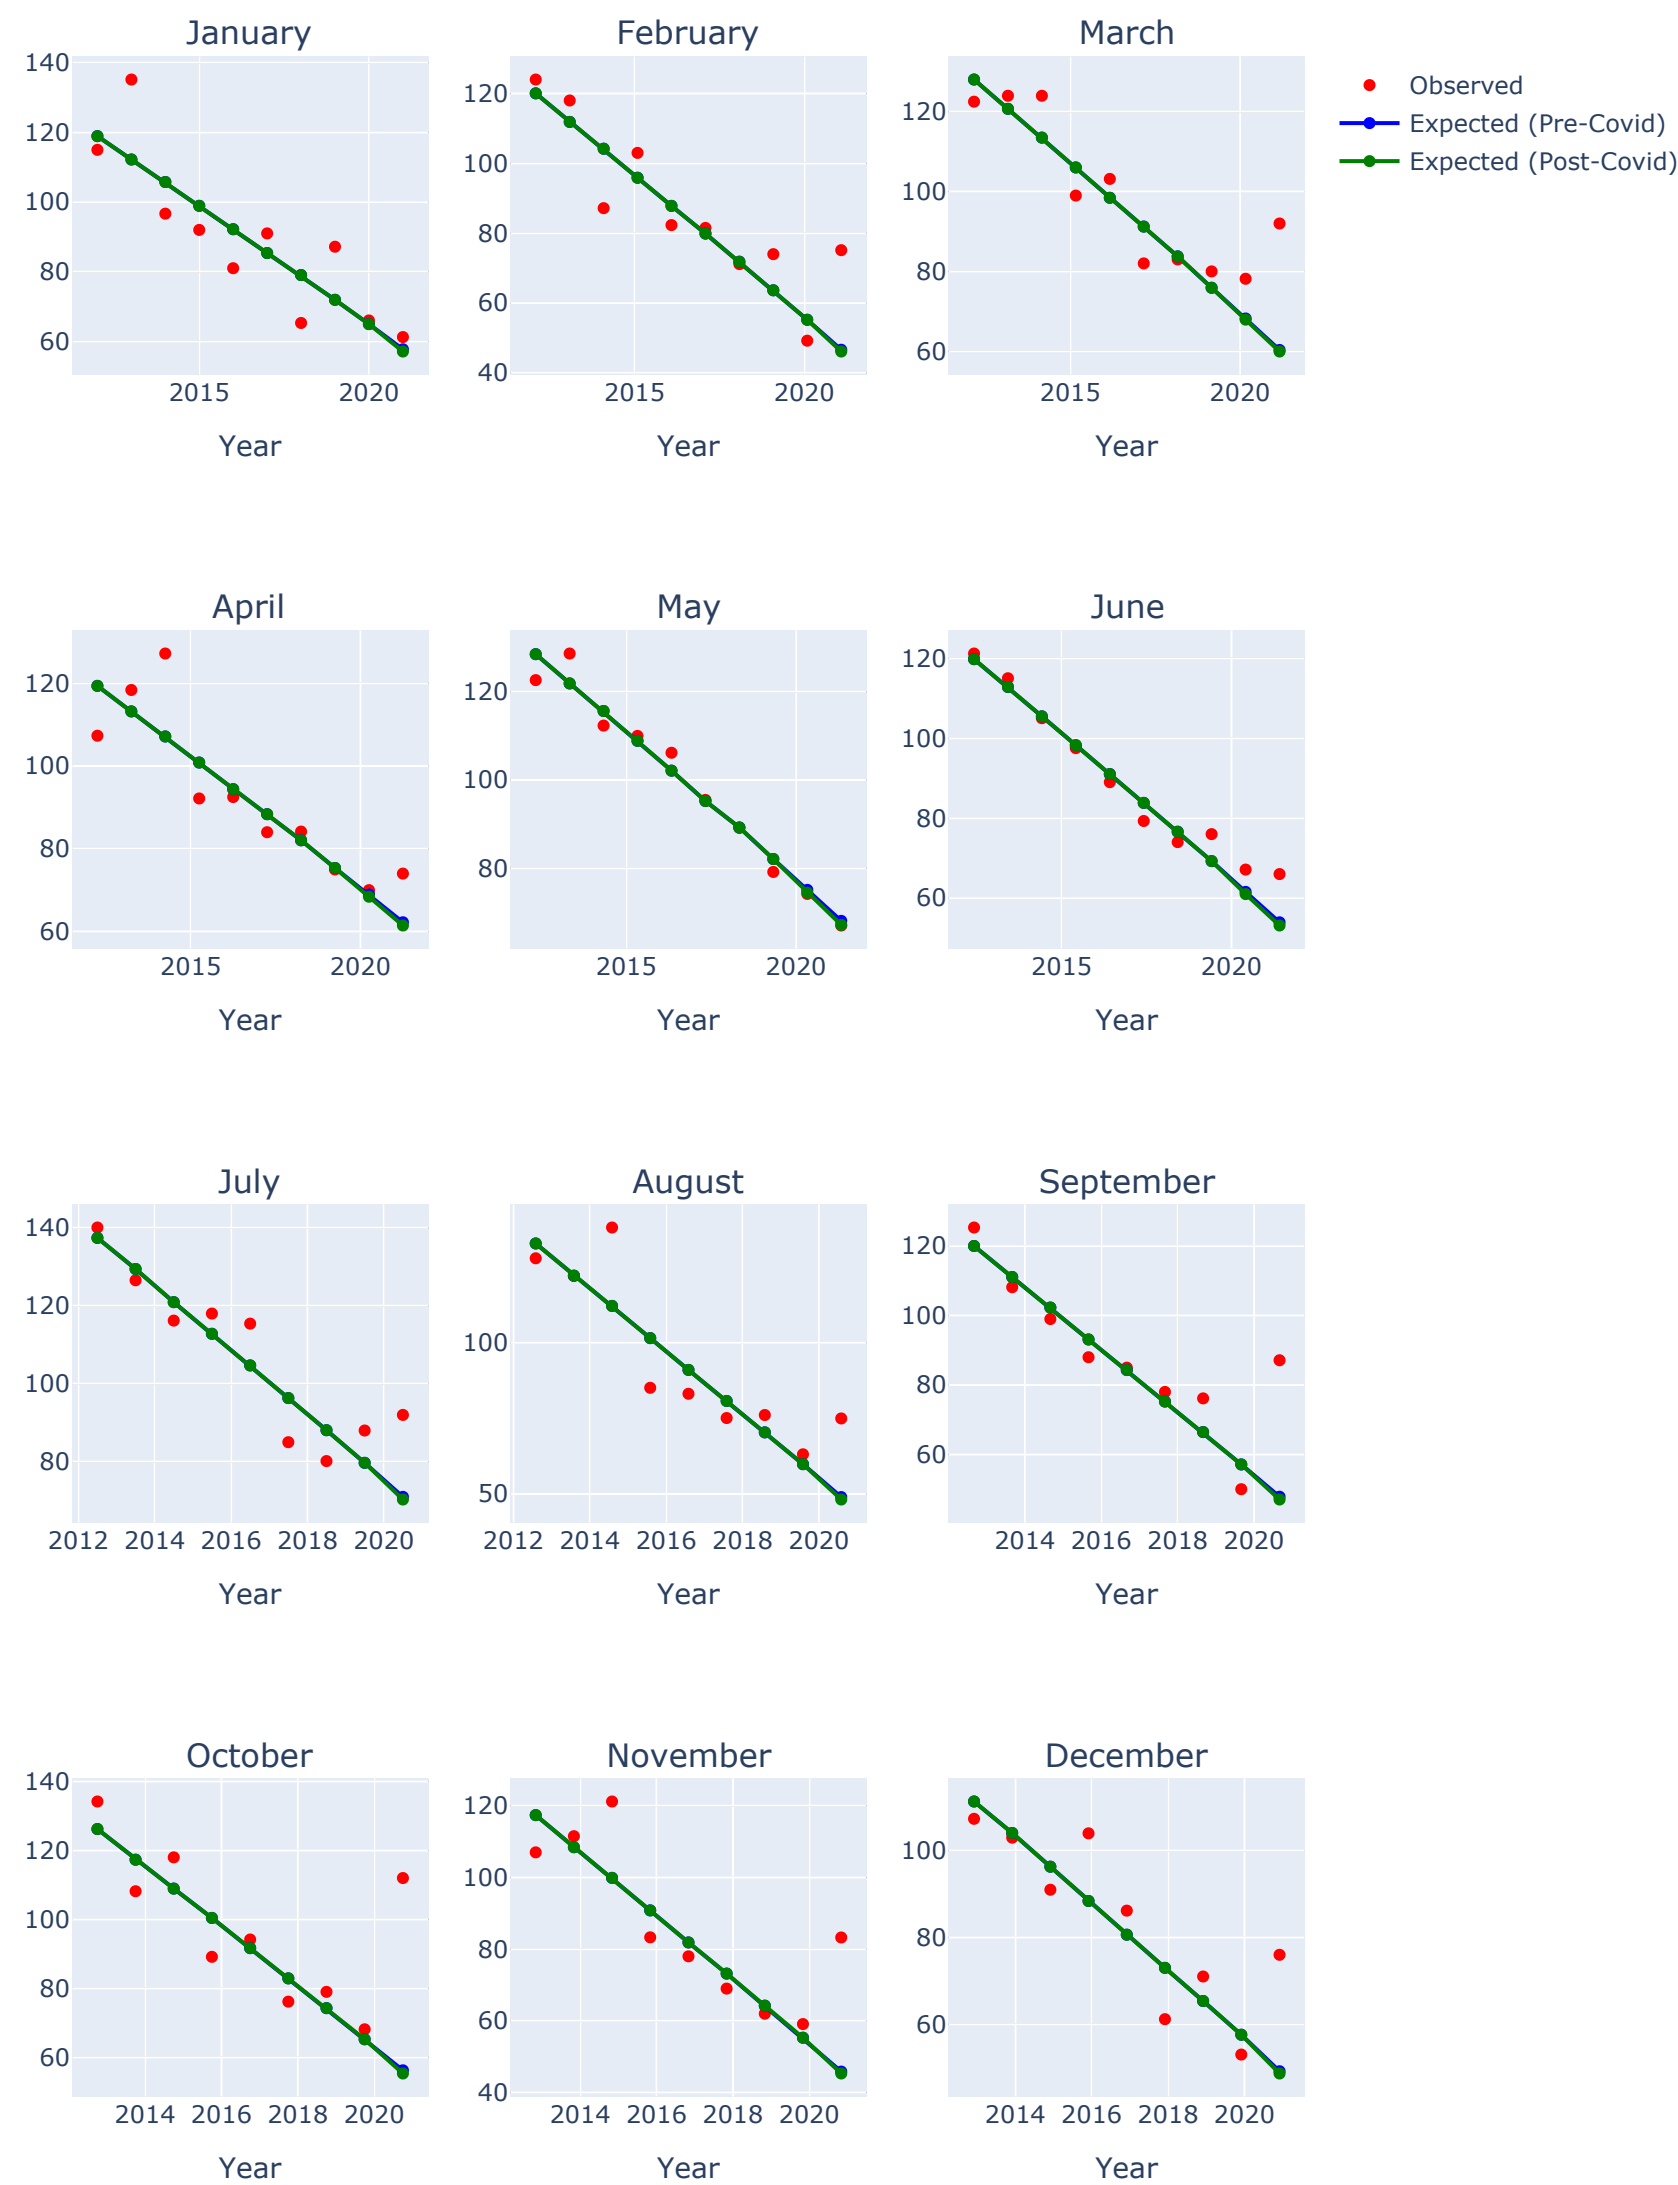 January February March
140
120
100
80
60
2015 2020
Year
120
100
80
60
40
2015 2020
Year
120
100
80
60
2015 2020
Year
Observed
Expected (Pre-Covid)
Expected (Post-Covid)
April May June
120
100
80
60
2015 2020
Year
120
100
80
2015 2020
Year
120
100
80
60
2015 2020
Year
July August September
140
120
100
80
2012 2014 2016 2018 2020
Year
100
50
2012 2014 2016 2018 2020
Year
120
100
80
60
2014 2016 2018 2020
Year
October November December
140
120
100
80
60
2014 2016 2018 2020
Year
120
100
80
60
40
2014 2016 2018 2020
Year
100
80
60
2014 2016 2018 2020
Year